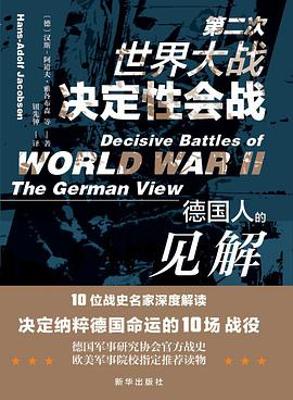 第二次
世界大战
决定性会战
Decisive Battles of
WORLD WAR II
The German View
德国人的
见解
Hans-Adolf Jacobson
[德] 汉斯-阿道夫·雅各布森 等 著
钮先钟 译
10位战史名家深度解读
决定纳粹德国命运的10场 战役
德国军事研究协会官方战史
欧美军事院校指定推荐读物
新华出版社